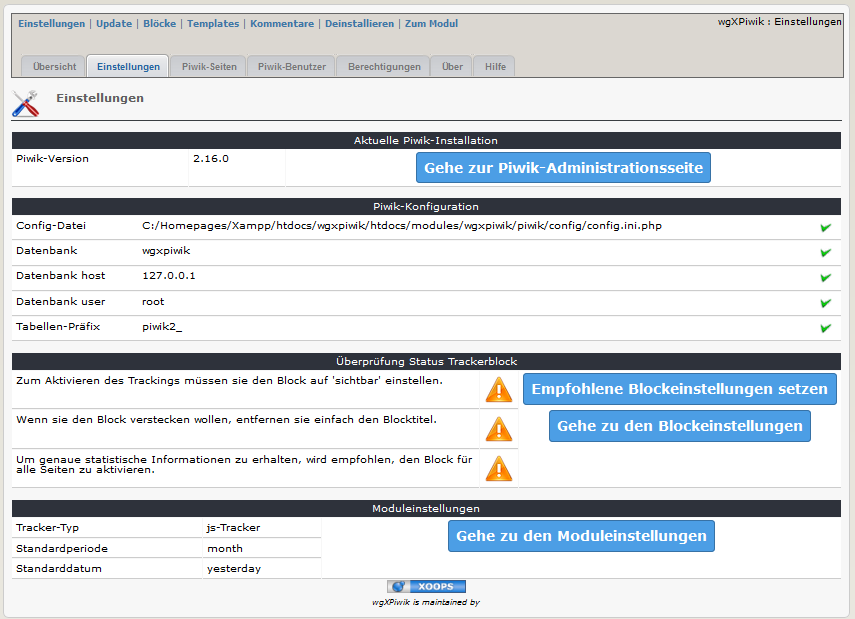 Einstellungen | Update | Blöcke | Templates | Kommentare | Deinstallieren | Zum Modul
wgXPiwik : Einstellungen
Übersicht Einstellungen Piwik-Seiten Piwik-Benutzer Berechtigungen Über Hilfe
Einstellungen
Aktuelle Piwik-Installation
Piwik-Version 2.16.0 Gehe zur Piwik-Administrationsseite
Piwik-Konfiguration
Config-Datei C:/Homepages/Xampp/htdocs/wgxpiwik/htdocs/modules/wgxpiwik/piwik/config/config.ini.php
Datenbank wgxpiwik
Datenbank host 127.0.0.1
Datenbank user root
Tabellen-Präfix piwik2_
Überprüfung Status Trackerblock
Zum Aktivieren des Trackings müssen sie den Block auf 'sichtbar' einstellen.
Empfohlene Blockeinstellungen setzen
Wenn sie den Block verstecken wollen, entfernen sie einfach den Blocktitel.
Gehe zu den Blockeinstellungen
Um genaue statistische Informationen zu erhalten, wird empfohlen, den Block für
alle Seiten zu aktivieren.
Moduleinstellungen
Tracker-Typ js-Tracker
Gehe zu den Moduleinstellungen
Standardperiode month
Standarddatum yesterday
XOOPS
wgXPiwik is maintained by